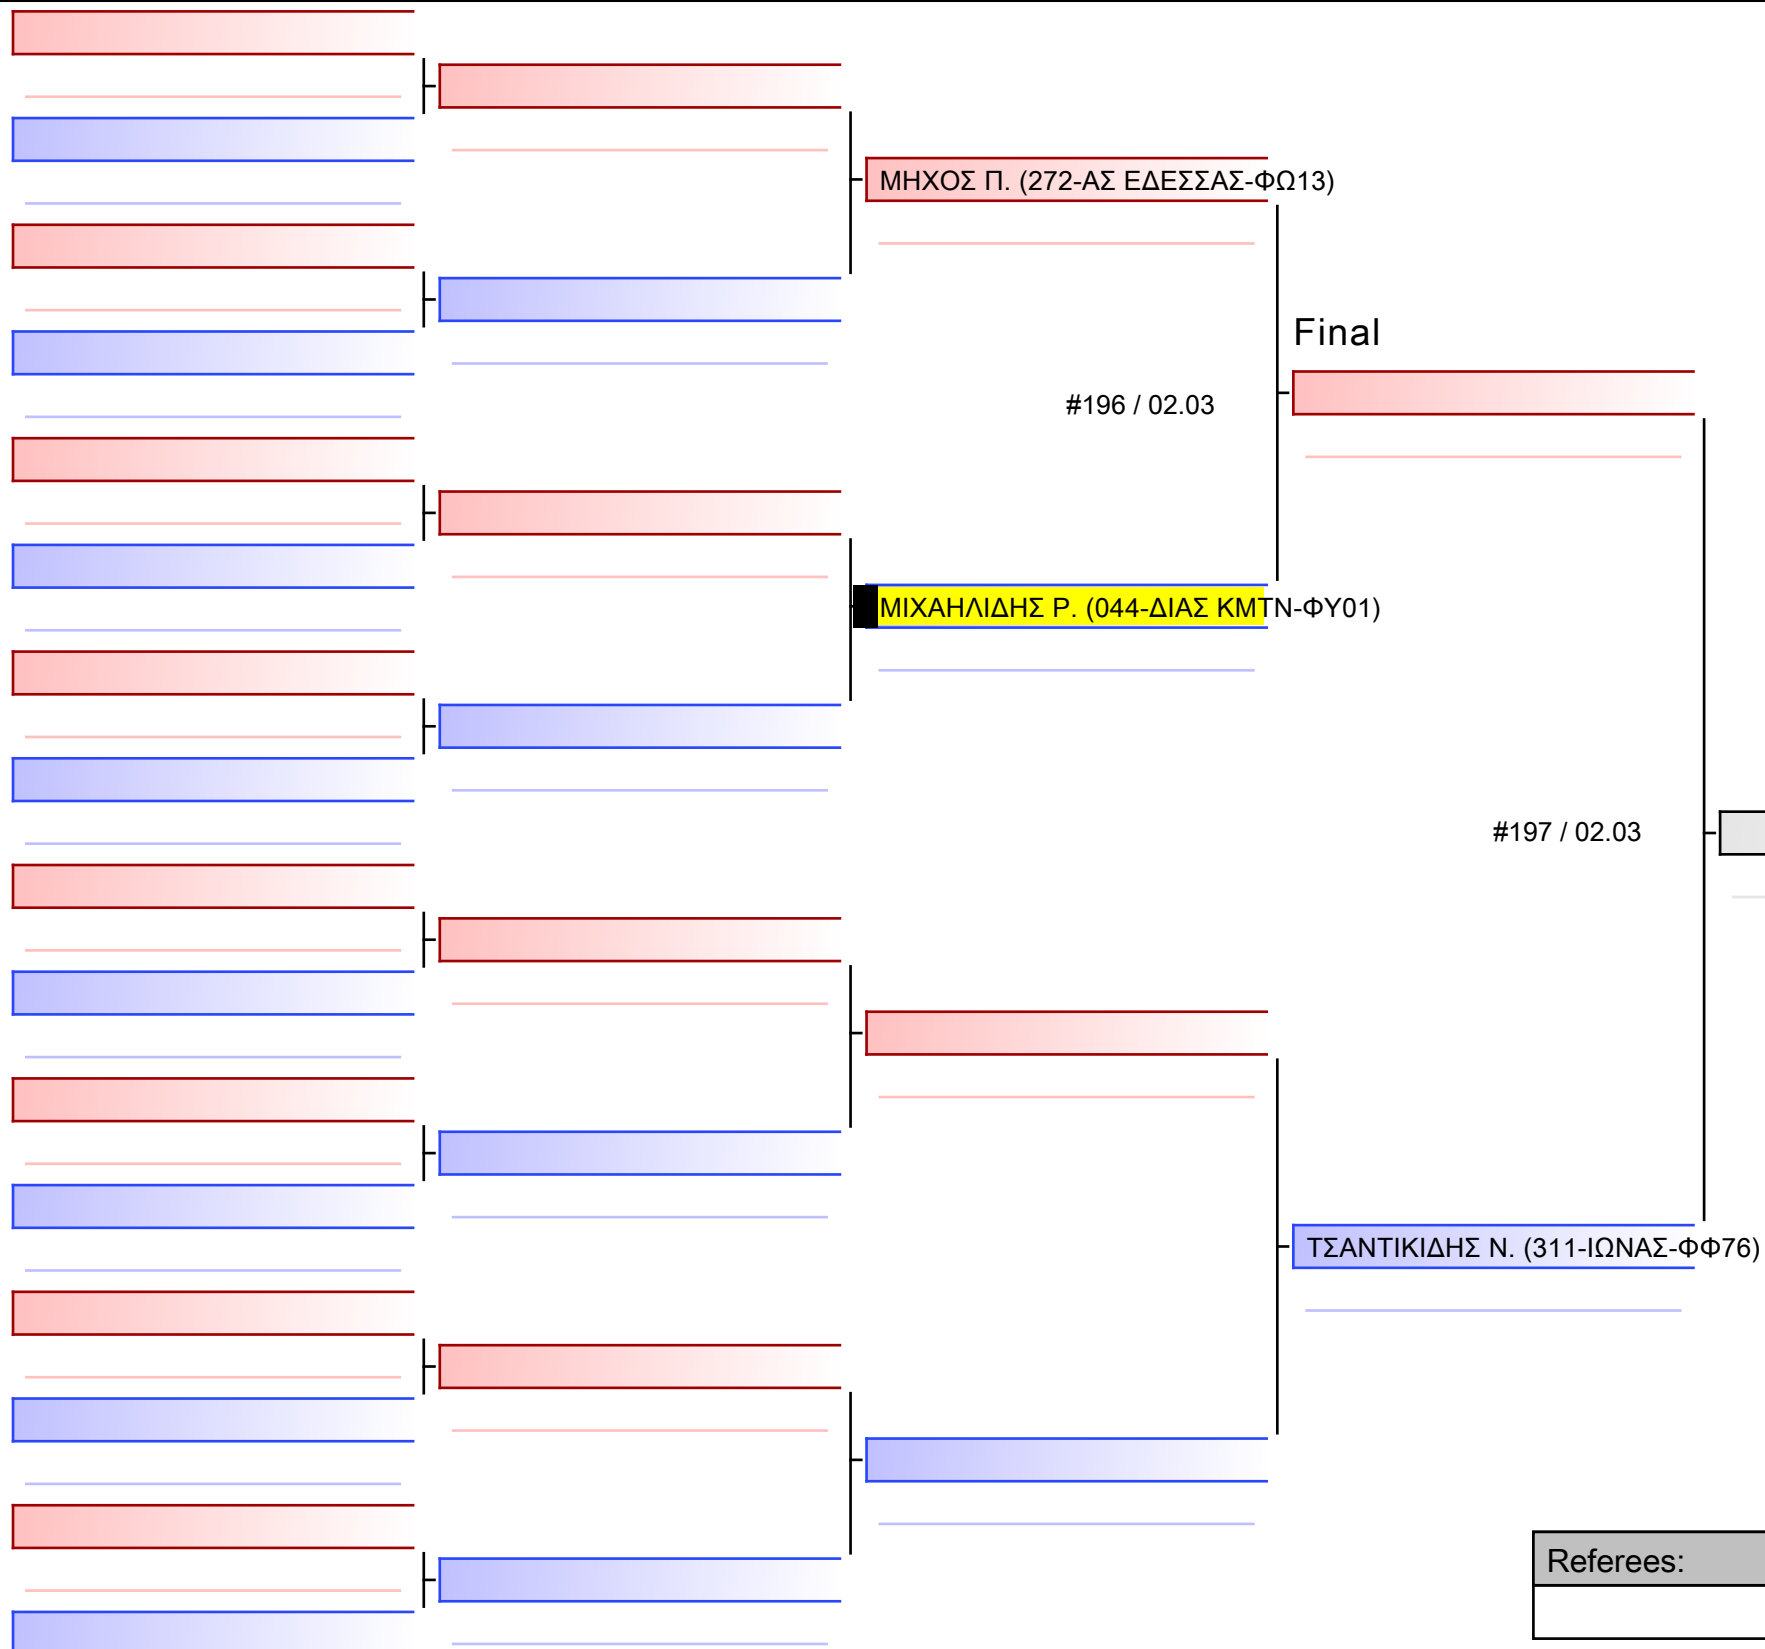 ΜΗΧΟΣ Π. (272-ΑΣ ΕΔΕΣΣΑΣ-ΦΩ13)
Final
#196 / 02.03
ΜΙΧΑΗΛΙΔΗΣ Ρ. (044-ΔΙΑΣ ΚΜΤΝ-ΦΥ01)
#197 / 02.03
ΤΣΑΝΤΙΚΙΔΗΣ Ν. (311-ΙΩΝΑΣ-ΦΦ76)
Referees: